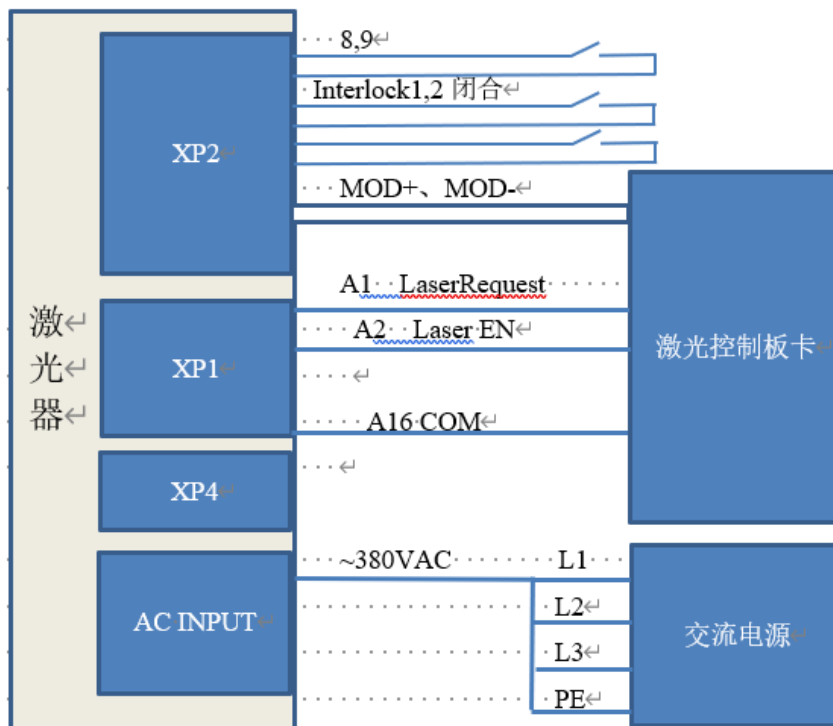 8,9
Interlock1,2 闭合
XP2
MOD+、MOD-
A1 LaserRequest
A2 Laser EN
激光器
XP1
激光控制板卡
A16 COM
XP4
~380VAC L1
AC INPUT
L2
交流电源
L3
PE